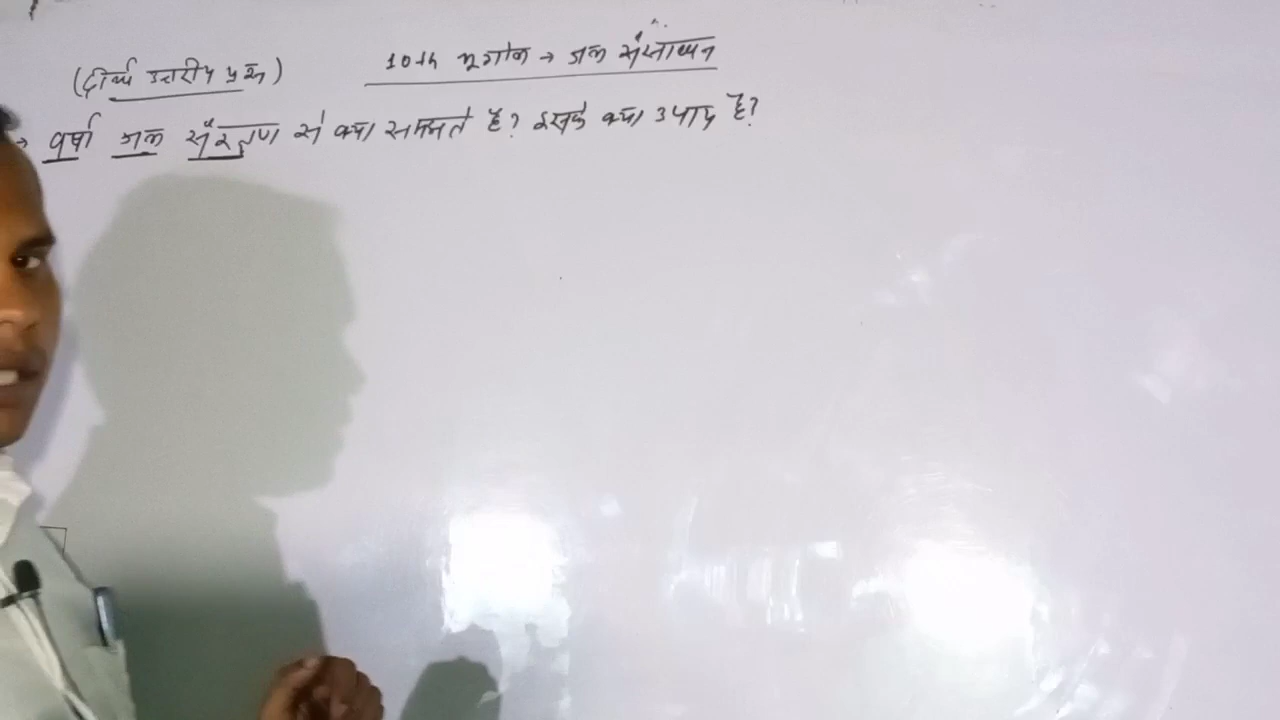 (दीर्घ उत्तरीय प्रश्न) 10th भूगोल → जल संसाधन
→ वर्षा जल संरक्षण से क्या समझते है? इसके क्या उपाय है?